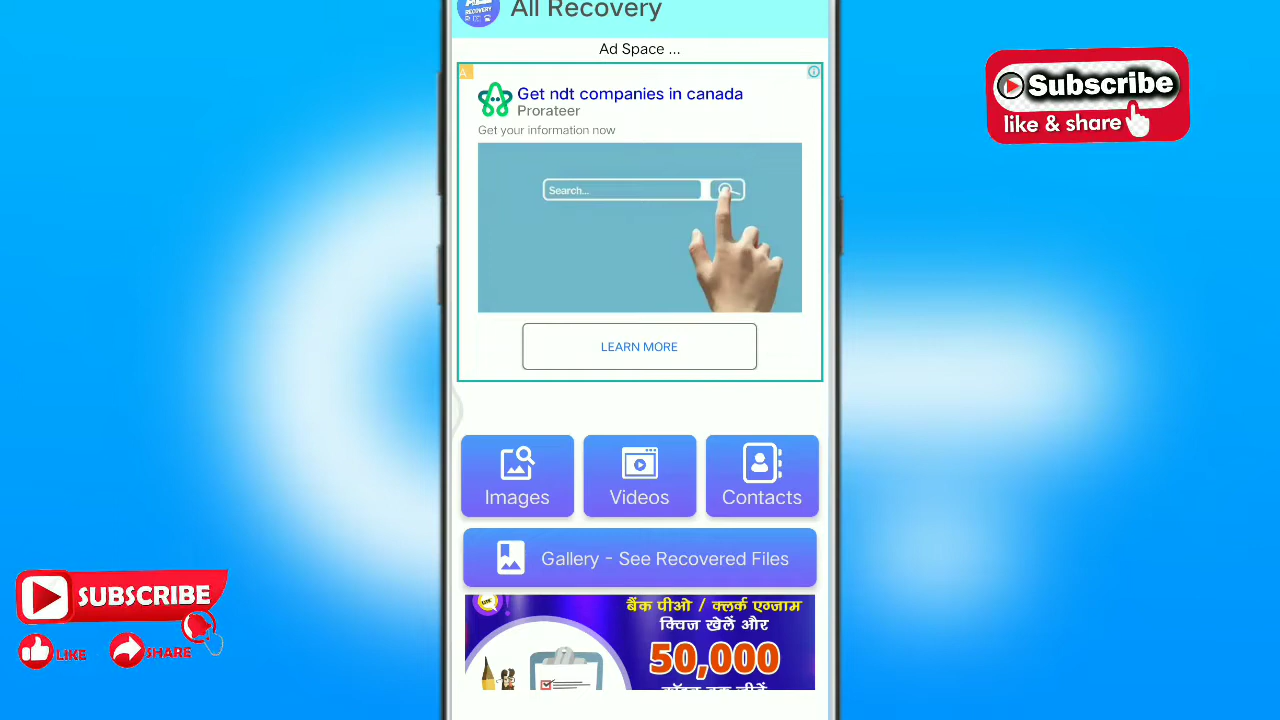 RECOVERY
All Recovery
Ad Space ...
Get ndt companies in canada
Prorateer
Get your information now
Search...
LEARN MORE
Images
Videos
Contacts
Gallery - See Recovered Files
बैंक पीओ / क्लर्क एग्जाम
क्विज खेलें और
50,000
Subscribe
like & share
SUBSCRIBE
LIKE
SHARE